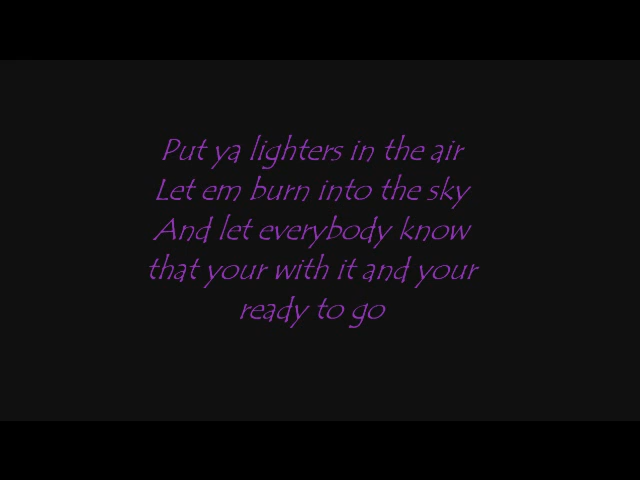 Put ya lighters in the air
Let em burn into the sky
And let everybody know
that your with it and your
ready to go